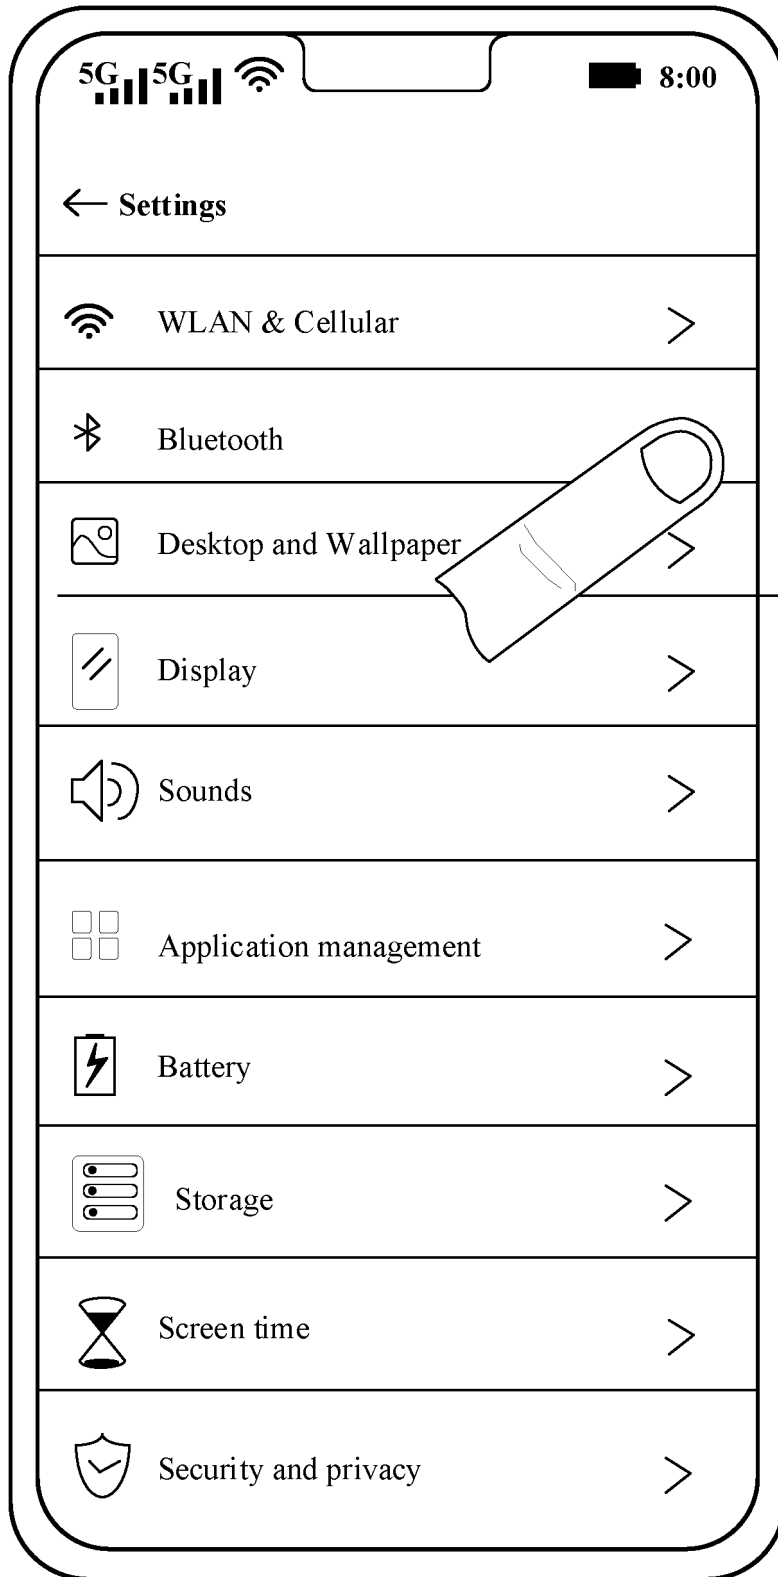 5G 5G 8:00
Settings
WLAN & Cellular
Bluetooth
Desktop and Wallpaper
Display
Sounds
Application management
Battery
Storage
Screen time
Security and privacy